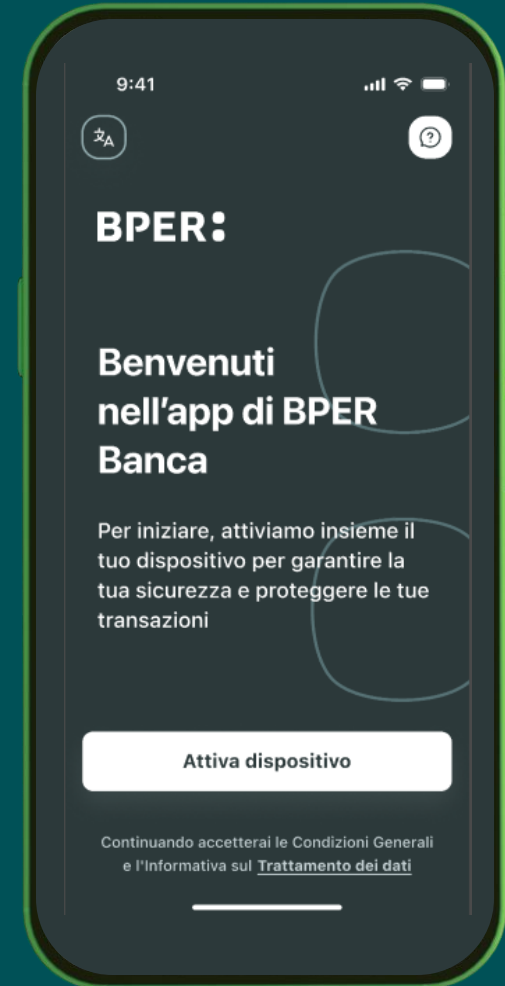 9:41
BPER:
Benvenuti
nell’app di BPER
Banca
Per iniziare, attiviamo insieme il
tuo dispositivo per garantire la
tua sicurezza e proteggere le tue
transazioni
Attiva dispositivo
Continuando accetterai le Condizioni Generali
e l'Informativa sul Trattamento dei dati